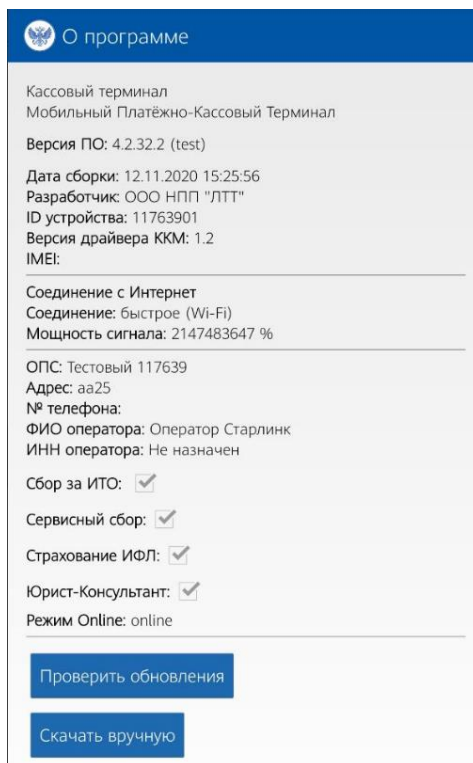 О программе
Кассовый терминал
Мобильный Платёжно-Кассовый Терминал
Версия ПО: 4.2.32.2 (test)
Дата сборки: 12.11.2020 15:25:56
Разработчик: ООО НПП "ЛТТ"
ID устройства: 11763901
Версия драйвера ККМ: 1.2
IMEI:
Соединение с Интернет
Соединение: быстрое (Wi-Fi)
Мощность сигнала: 2147483647 %
ОПС: Тестовый 117639
Адрес: аа25
№ телефона:
ФИО оператора: Оператор Старлинк
ИНН оператора: Не назначен
Сбор за ИТО:
Сервисный сбор:
Страхование ИФЛ:
Юрист-Консультант:
Режим Online: online
Проверить обновления
Скачать вручную